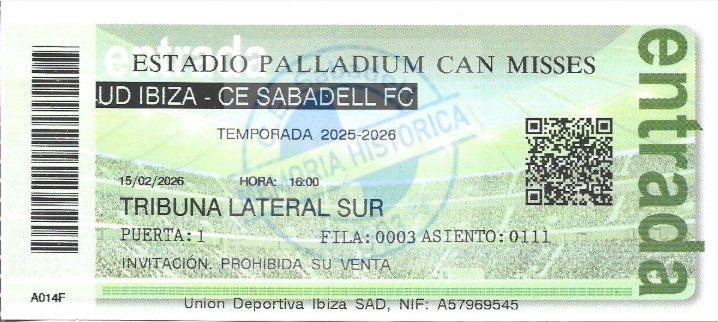 entrada
ESTADIO PALLADIUM CAN MISSES
UD IBIZA - CE SABADELL FC
TEMPORADA 2025-2026
MEMORIA HISTORICA
15/02/2026 HORA: 16:00
TRIBUNA LATERAL SUR
PUERTA:1 FILA:0003 ASIENTO:0111
INVITACIÓN. PROHIBIDA SU VENTA
A014F
Union Deportiva Ibiza SAD, NIF: A57969545
entrada